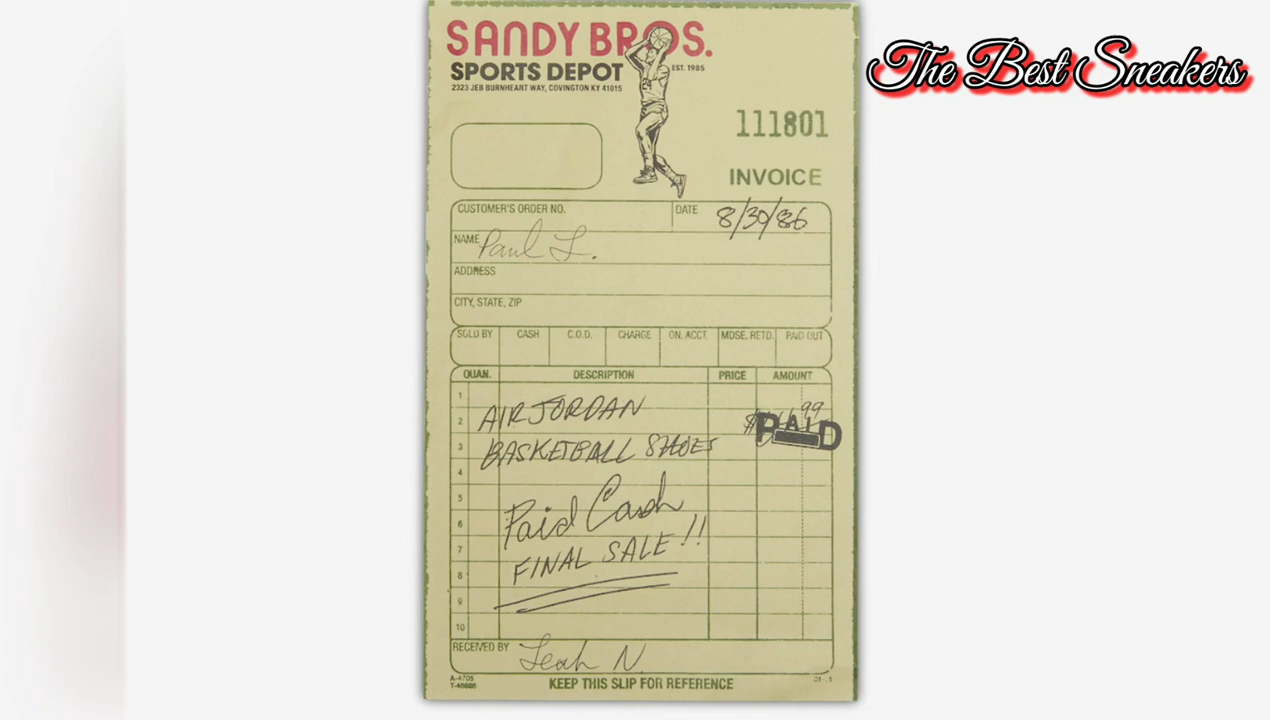 SANDY BROS.
SPORTS DEPOT
EST. 1985
2323 JEB BURNHEART WAY, COVINGTON KY 41015
The Best Sneakers
111801
INVOICE
CUSTOMER'S ORDER NO. DATE 8/30/86
NAME Paul L.
ADDRESS
CITY, STATE, ZIP
SOLD BY CASH C.O.D. CHARGE ON. ACCT. MDSE. RETD. PAID OUT
QUAN. DESCRIPTION PRICE AMOUNT
1
2 AIR JORDAN
PAID
3 BASKETBALL SHOES
4
5
6 Paid Cash
7
8 FINAL SALE!!
9
10
RECEIVED BY Leah N.
A-4705
T-46886
KEEP THIS SLIP FOR REFERENCE